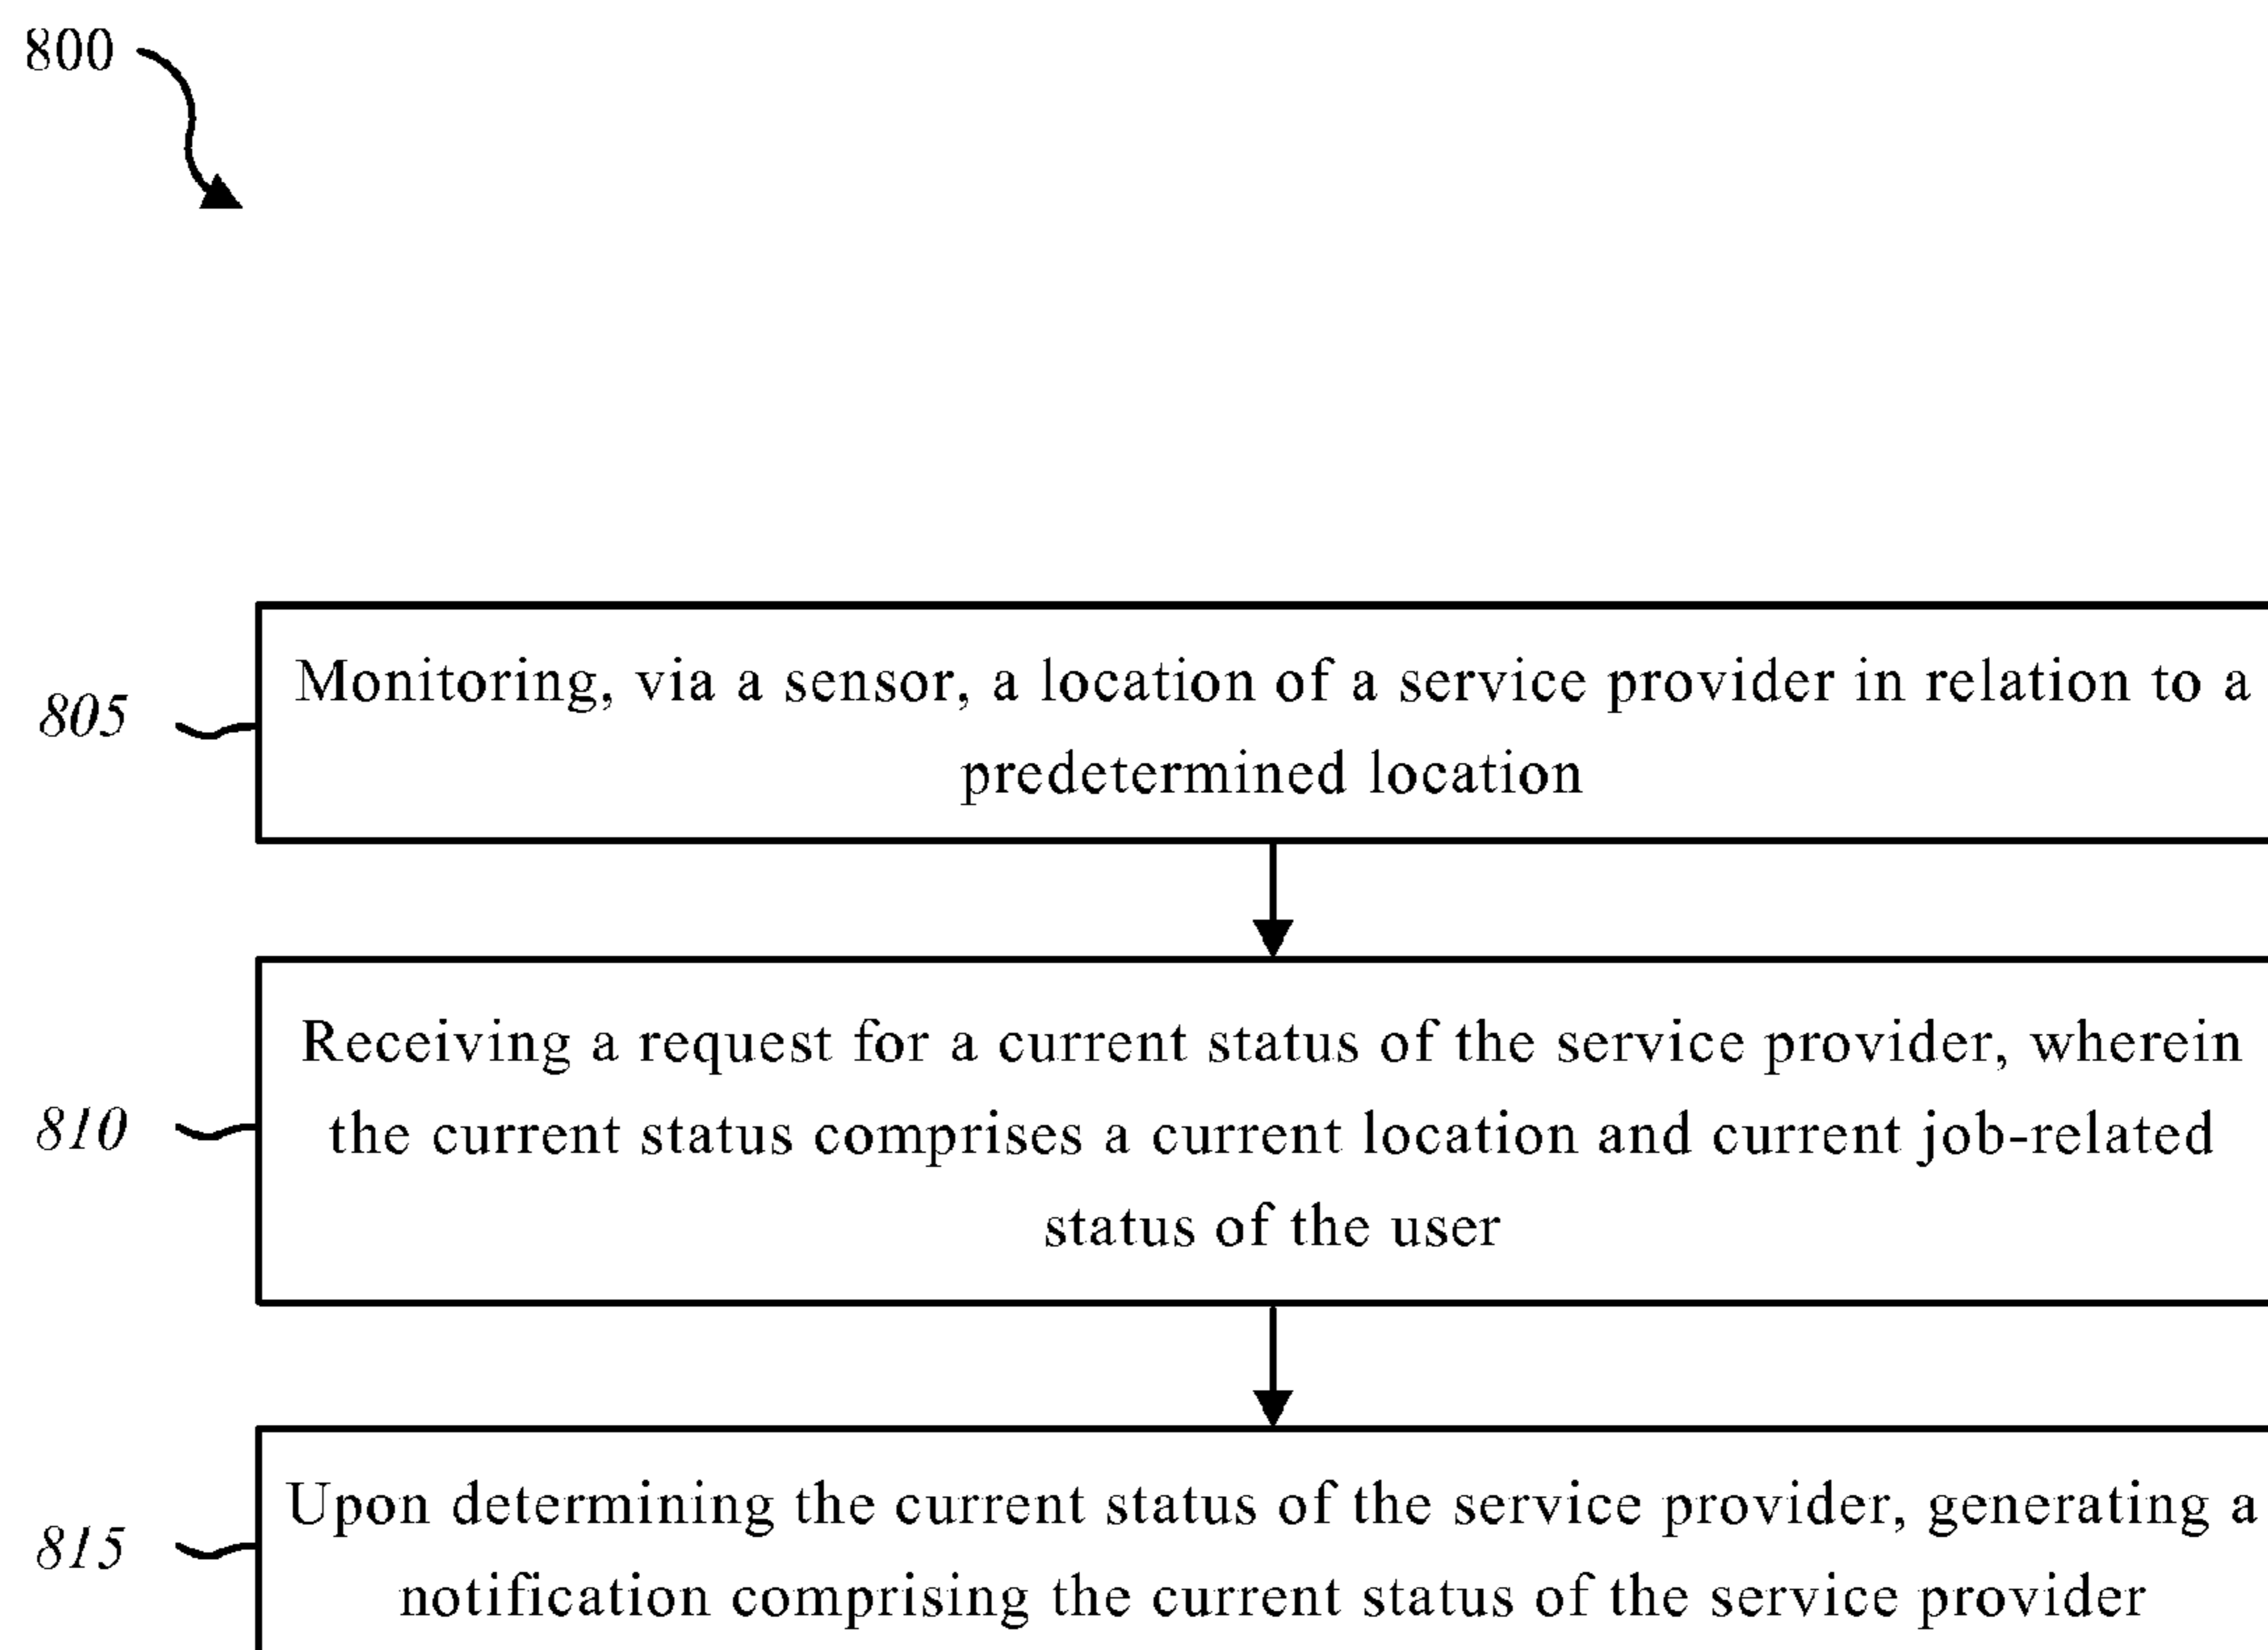 800
805
Monitoring, via a sensor, a location of a service provider in relation to a
predetermined location
810
Receiving a request for a current status of the service provider, wherein
the current status comprises a current location and current job-related
status of the user
815
Upon determining the current status of the service provider, generating a
notification comprising the current status of the service provider